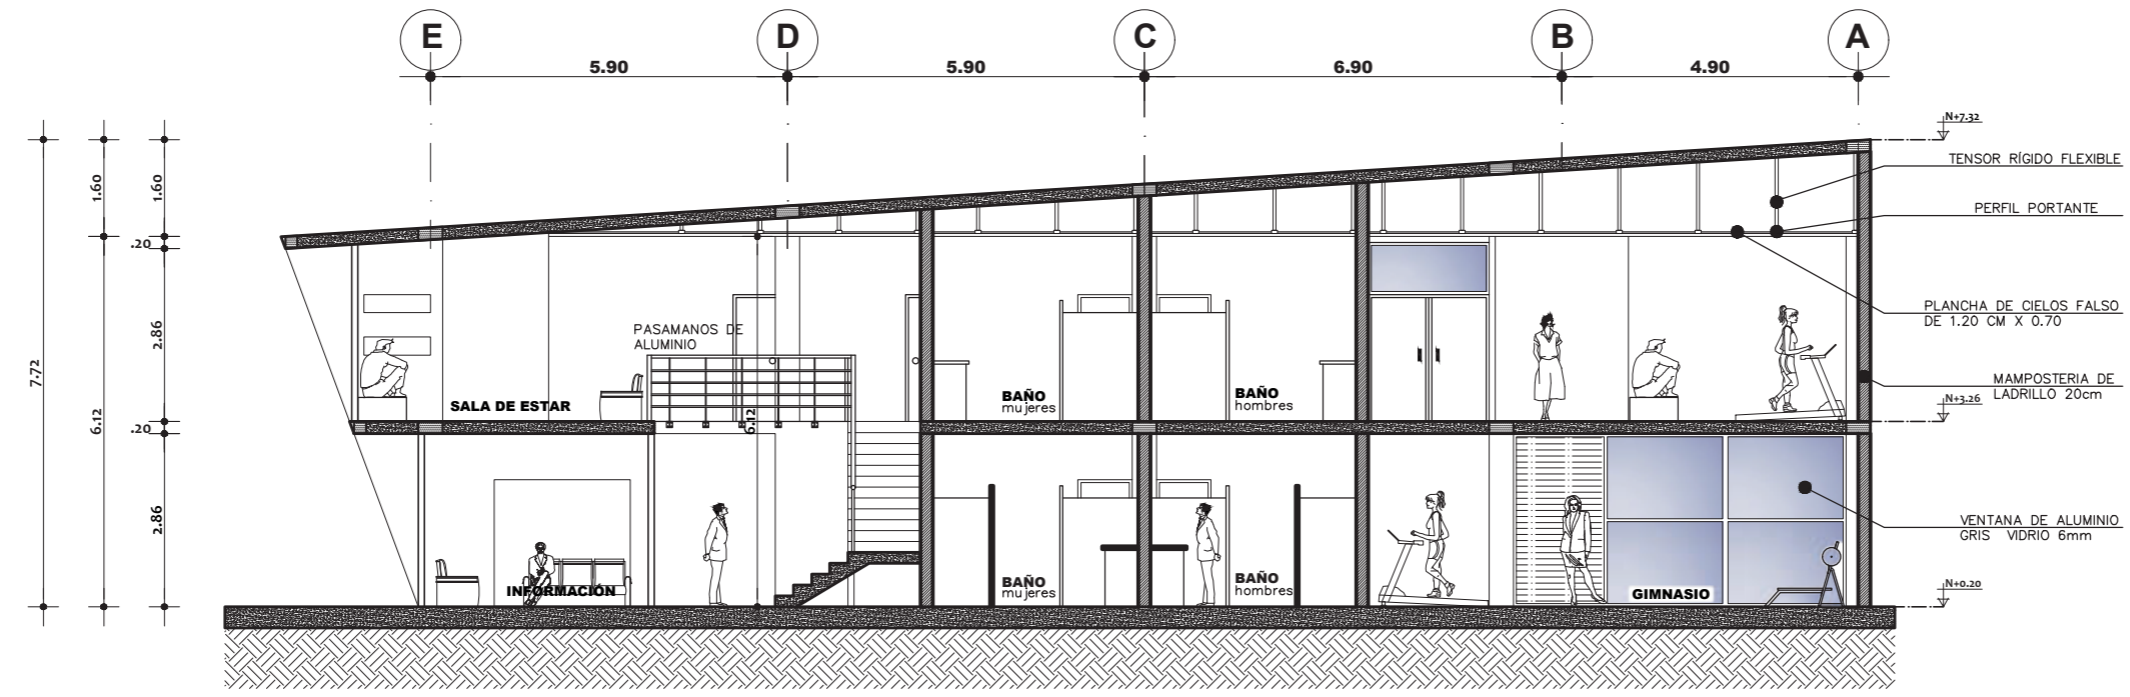 E
D
C
B
A
5.90
5.90
6.90
4.90
N+7.32
TENSOR RÍGIDO FLEXIBLE
1.60
1.60
PERFIL PORTANTE
.20
PLANCHA DE CIELOS FALSO
DE 1.20 CM X 0.70
PASAMANOS DE
ALUMINIO
2.86
7.72
MAMPOSTERIA DE
LADRILLO 20cm
BAÑO
mujeres
BAÑO
hombres
SALA DE ESTAR
N+3.26
6.12
6.12
.20
2.86
VENTANA DE ALUMINIO
GRIS VIDRIO 6mm
INFORMACIÓN
BAÑO
mujeres
BAÑO
hombres
GIMNASIO
N+0.20